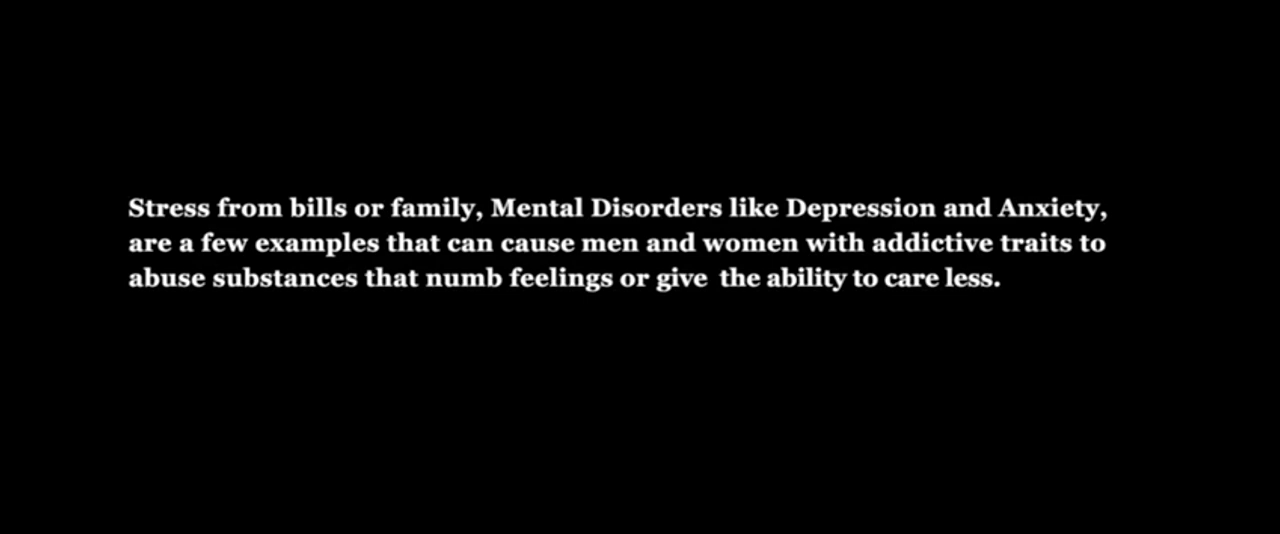 Stress from bills or family, Mental Disorders like Depression and Anxiety,
are a few examples that can cause men and women with addictive traits to
abuse substances that numb feelings or give the ability to care less.